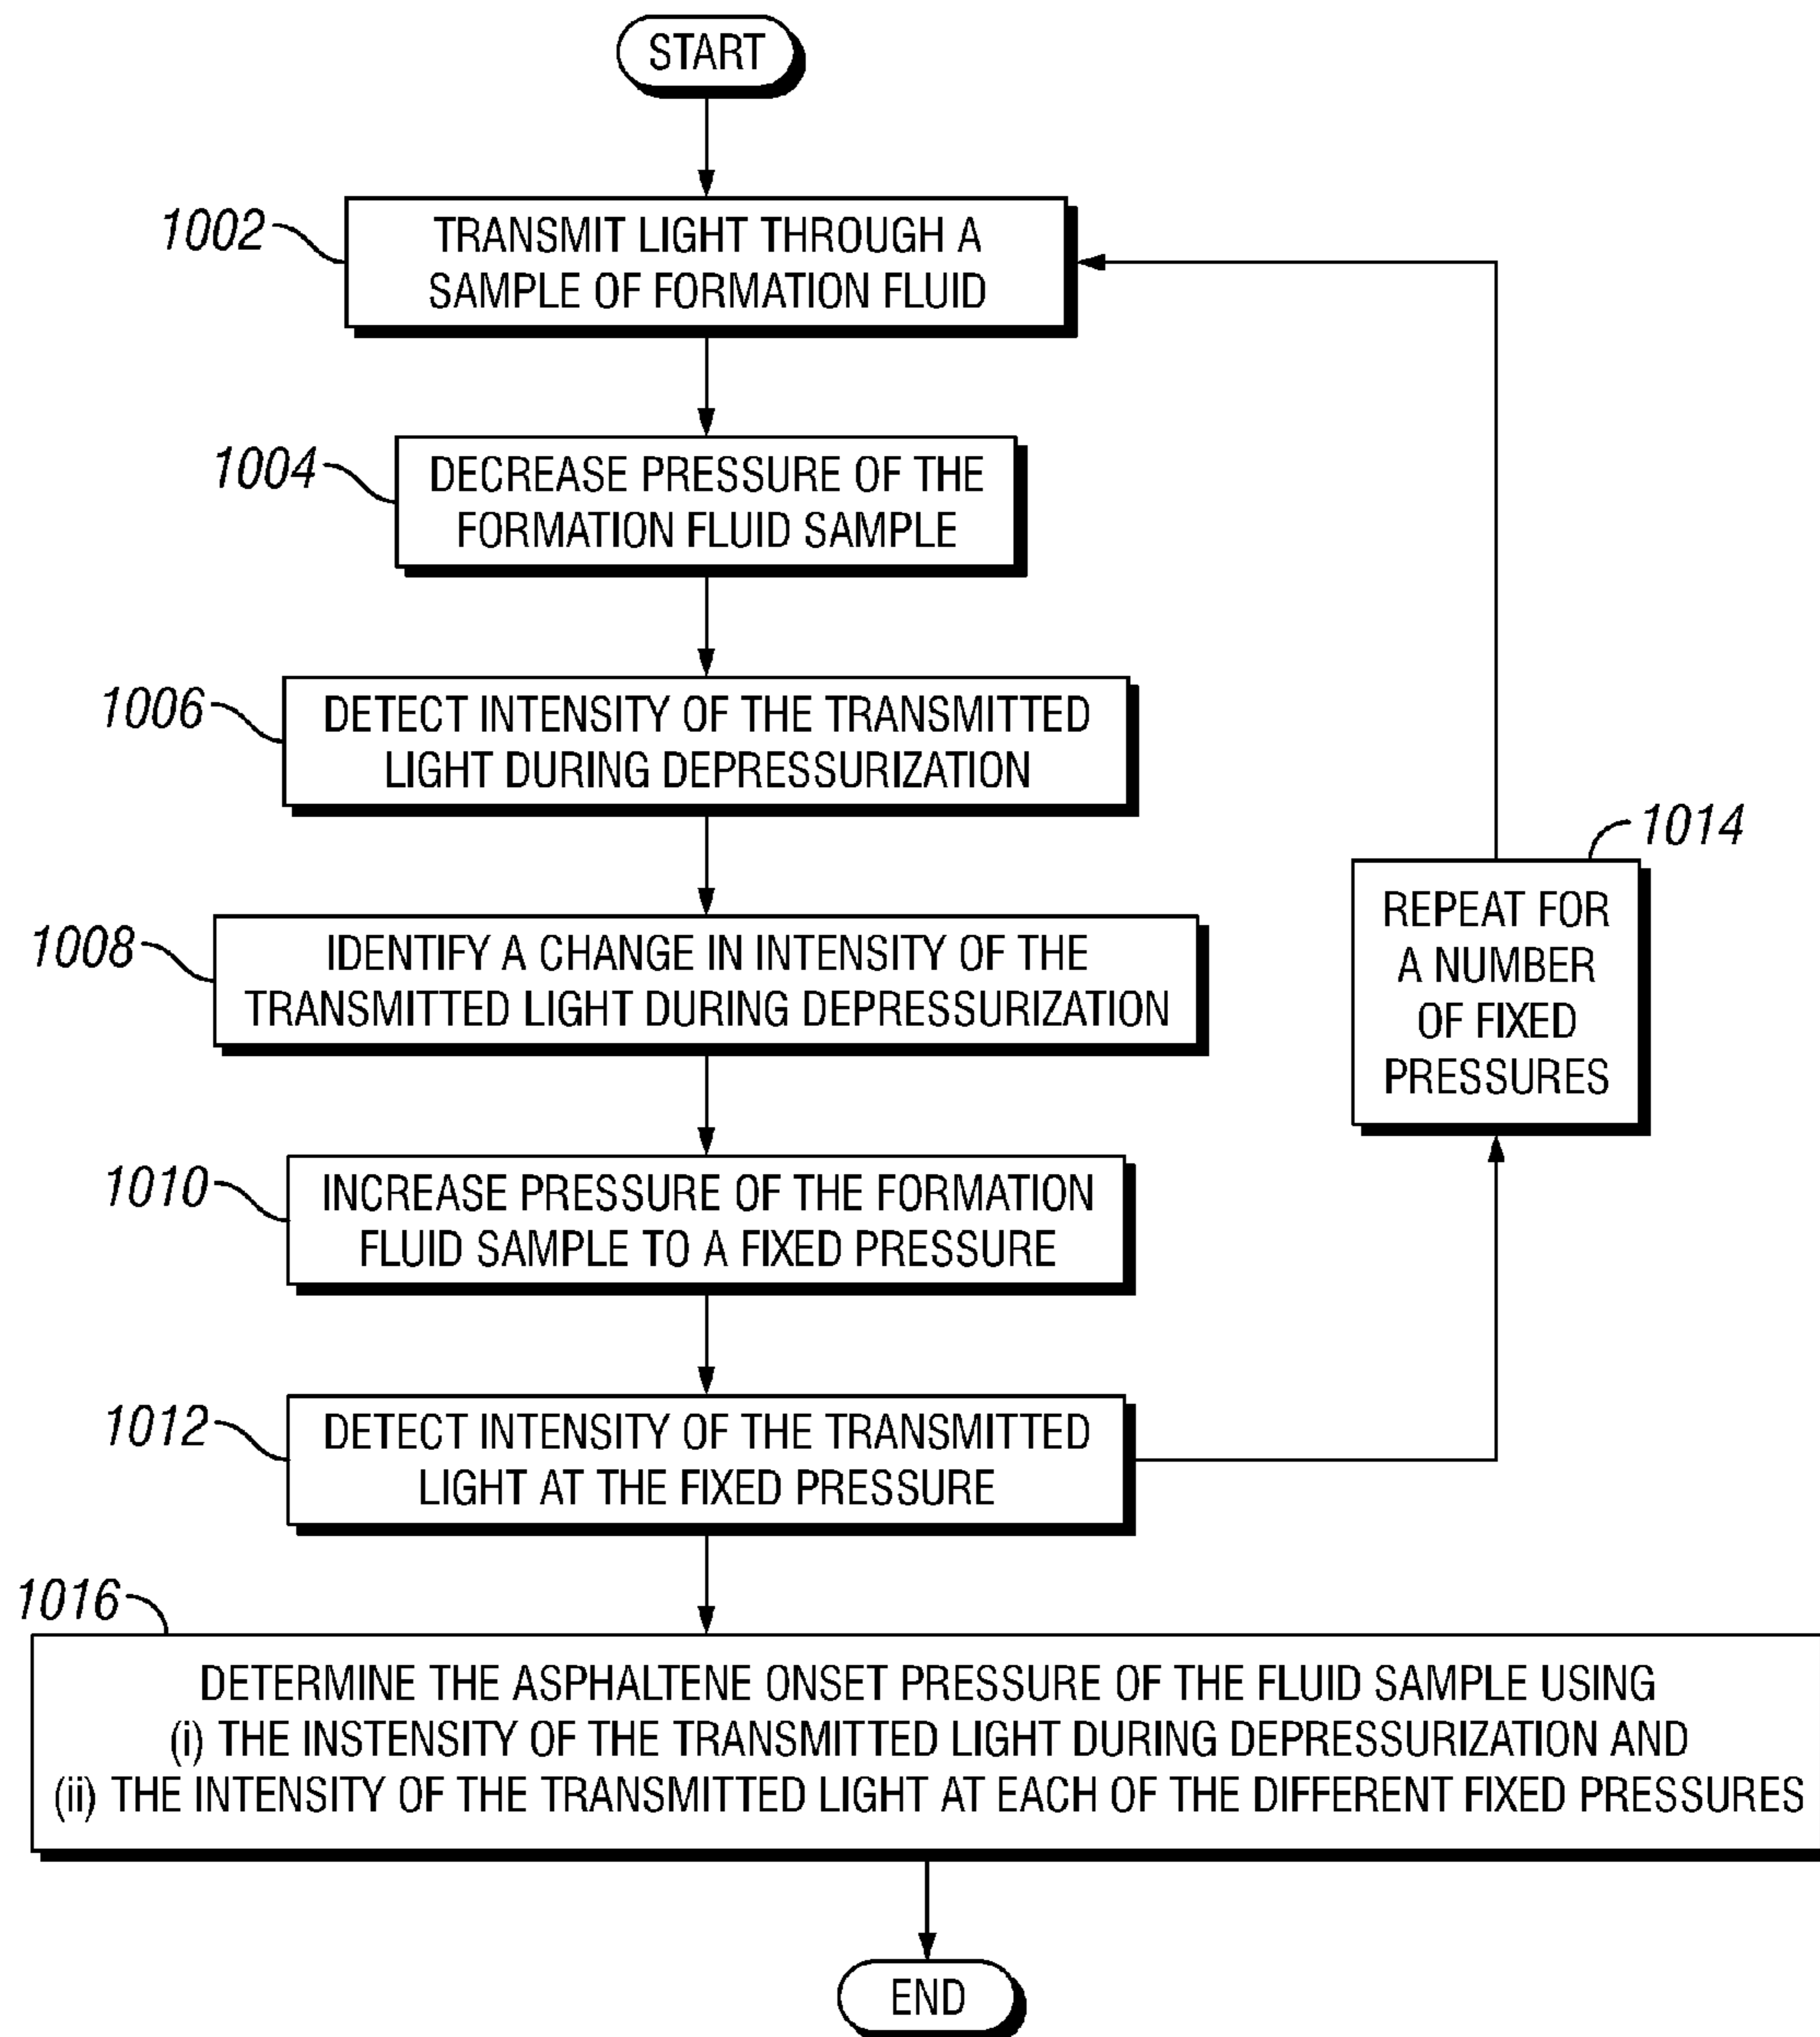 START
1002
TRANSMIT LIGHT THROUGH A
SAMPLE OF FORMATION FLUID
1004
DECREASE PRESSURE OF THE
FORMATION FLUID SAMPLE
1006
DETECT INTENSITY OF THE TRANSMITTED
LIGHT DURING DEPRESSURIZATION
1008
IDENTIFY A CHANGE IN INTENSITY OF THE
TRANSMITTED LIGHT DURING DEPRESSURIZATION
1010
INCREASE PRESSURE OF THE FORMATION
FLUID SAMPLE TO A FIXED PRESSURE
1012
DETECT INTENSITY OF THE TRANSMITTED
LIGHT AT THE FIXED PRESSURE
1014
REPEAT FOR
A NUMBER
OF FIXED
PRESSURES
1016
DETERMINE THE ASPHALTENE ONSET PRESSURE OF THE FLUID SAMPLE USING
(i) THE INSTENSITY OF THE TRANSMITTED LIGHT DURING DEPRESSURIZATION AND
(ii) THE INTENSITY OF THE TRANSMITTED LIGHT AT EACH OF THE DIFFERENT FIXED PRESSURES
END